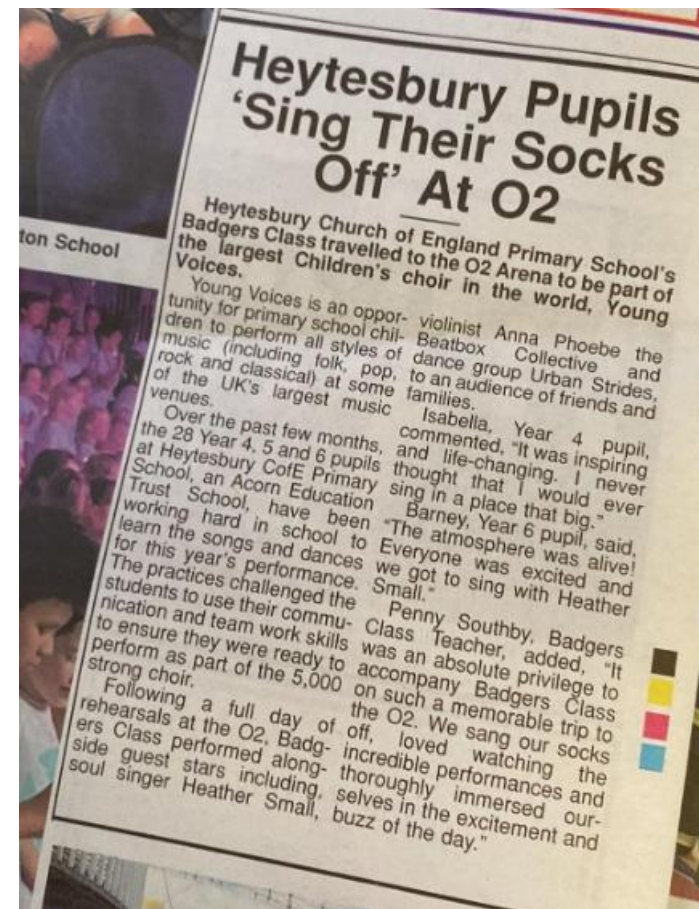 Heytesbury Pupils
‘Sing Their Socks
Off’ At O2
Heytesbury Church of England Primary School's
Badgers Class travelled to the O2 Arena to be part of
the largest Children's choir in the world, Young
Voices.
Young Voices is an oppor-
tunity for primary school chil-
dren to perform all styles of
music (including folk, pop,
rock and classical) at some
of the UK's largest music
venues.
Over the past few months,
the 28 Year 4, 5 and 6 pupils
at Heytesbury CofE Primary
School, an Acorn Education
Trust School, have been
working hard in school to
learn the songs and dances
for this year's performance.
The practices challenged the
students to use their commu-
nication and team work skills
to ensure they were ready to
perform as part of the 5,000
strong choir.
Following a full day of
rehearsals at the O2, Badg-
ers Class performed along-
side guest stars including,
soul singer Heather Small,
violinist Anna Phoebe the
Beatbox Collective and
dance group Urban Strides,
to an audience of friends and
families.
Isabella, Year 4 pupil,
commented, “It was inspiring
and life-changing. I never
thought that I would ever
sing in a place that big.”
Barney, Year 6 pupil, said,
“The atmosphere was alive!
Everyone was excited and
we got to sing with Heather
Small.”
Penny Southby, Badgers
Class Teacher, added, “It
was an absolute privilege to
accompany Badgers Class
on such a memorable trip to
the O2. We sang our socks
off, loved watching the
incredible performances and
thoroughly immersed our-
selves in the excitement and
buzz of the day.”
ton School